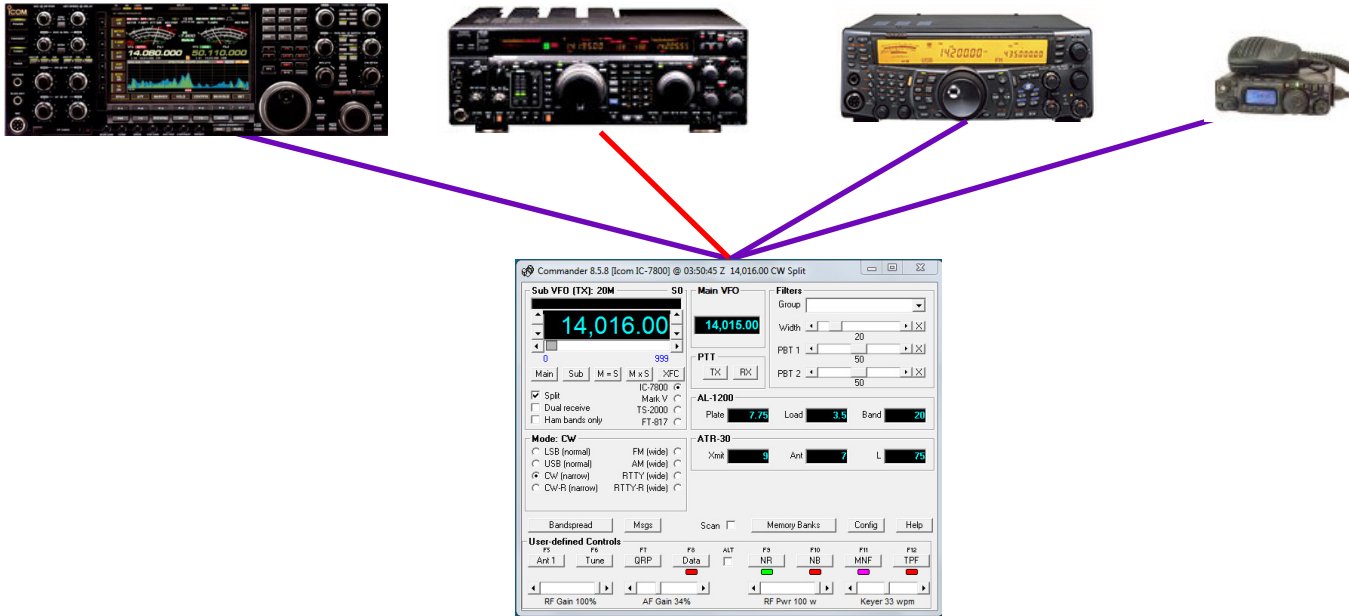 ICOM
14.080.000 50.110.000
14.200.00
USB FM 435.00000
Commander 8.5.8 [Icom IC-7800] @ 03:50:45 Z 14,016.00 CW Split
Sub VFO (TX): 20M S0
14,016.00
0 999
Main Sub M = S M x S XFC
IC-7800
Split Mark V
Dual receive TS-2000
Ham bands only FT-817
Main VFO
14,015.00
PTT
TX RX
Filters
Group
Width X
20
PBT 1 X
50
PBT 2 X
50
AL-1200
Plate 7.75 Load 3.5 Band 20
ATR-30
Xmit 9 Ant 7 L 75
Mode: CW
LSB (normal) FM (wide)
USB (normal) AM (wide)
CW (narrow) RTTY (wide)
CW-R (narrow) RTTY-R (wide)
Bandspread Msgs Scan Memory Banks Config Help
User-defined Controls
F5 F6 F7 F8 ALT F9 F10 F11 F12
Ant 1 Tune QRP Data NR NB MNF TPF
RF Gain 100% AF Gain 34% RF Pwr 100 w Keyer 33 wpm